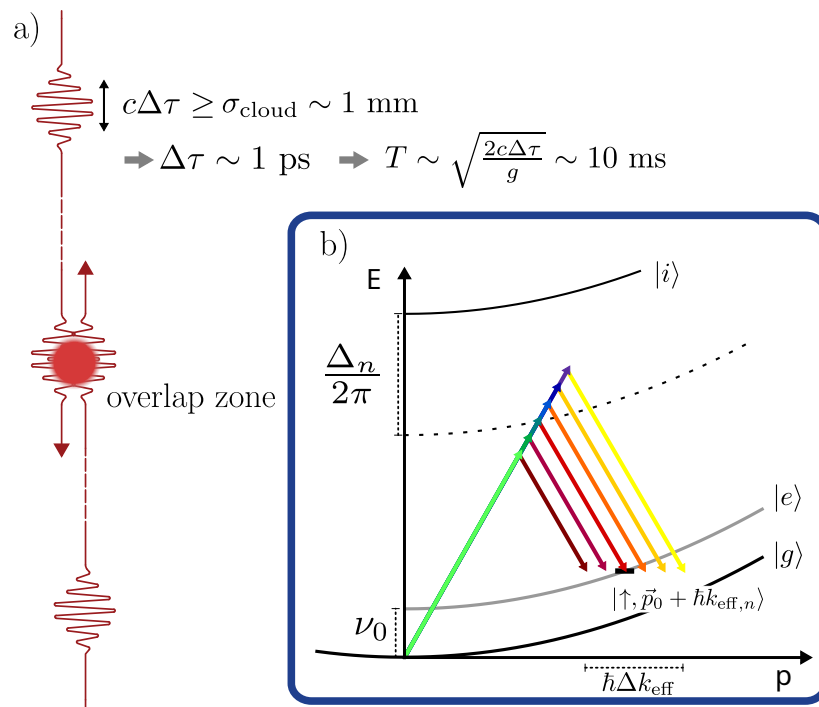 a)
cΔτ ≥ σ_cloud ∼ 1 mm
➡ Δτ ∼ 1 ps ➡ T ∼ √(2cΔτ/g) ∼ 10 ms
overlap zone
b)
E
|i⟩
Δ_n/2π
|e⟩
|g⟩
|↑, p⃗_0 + ħk_eff,n⟩
ν_0
ħΔk_eff
p